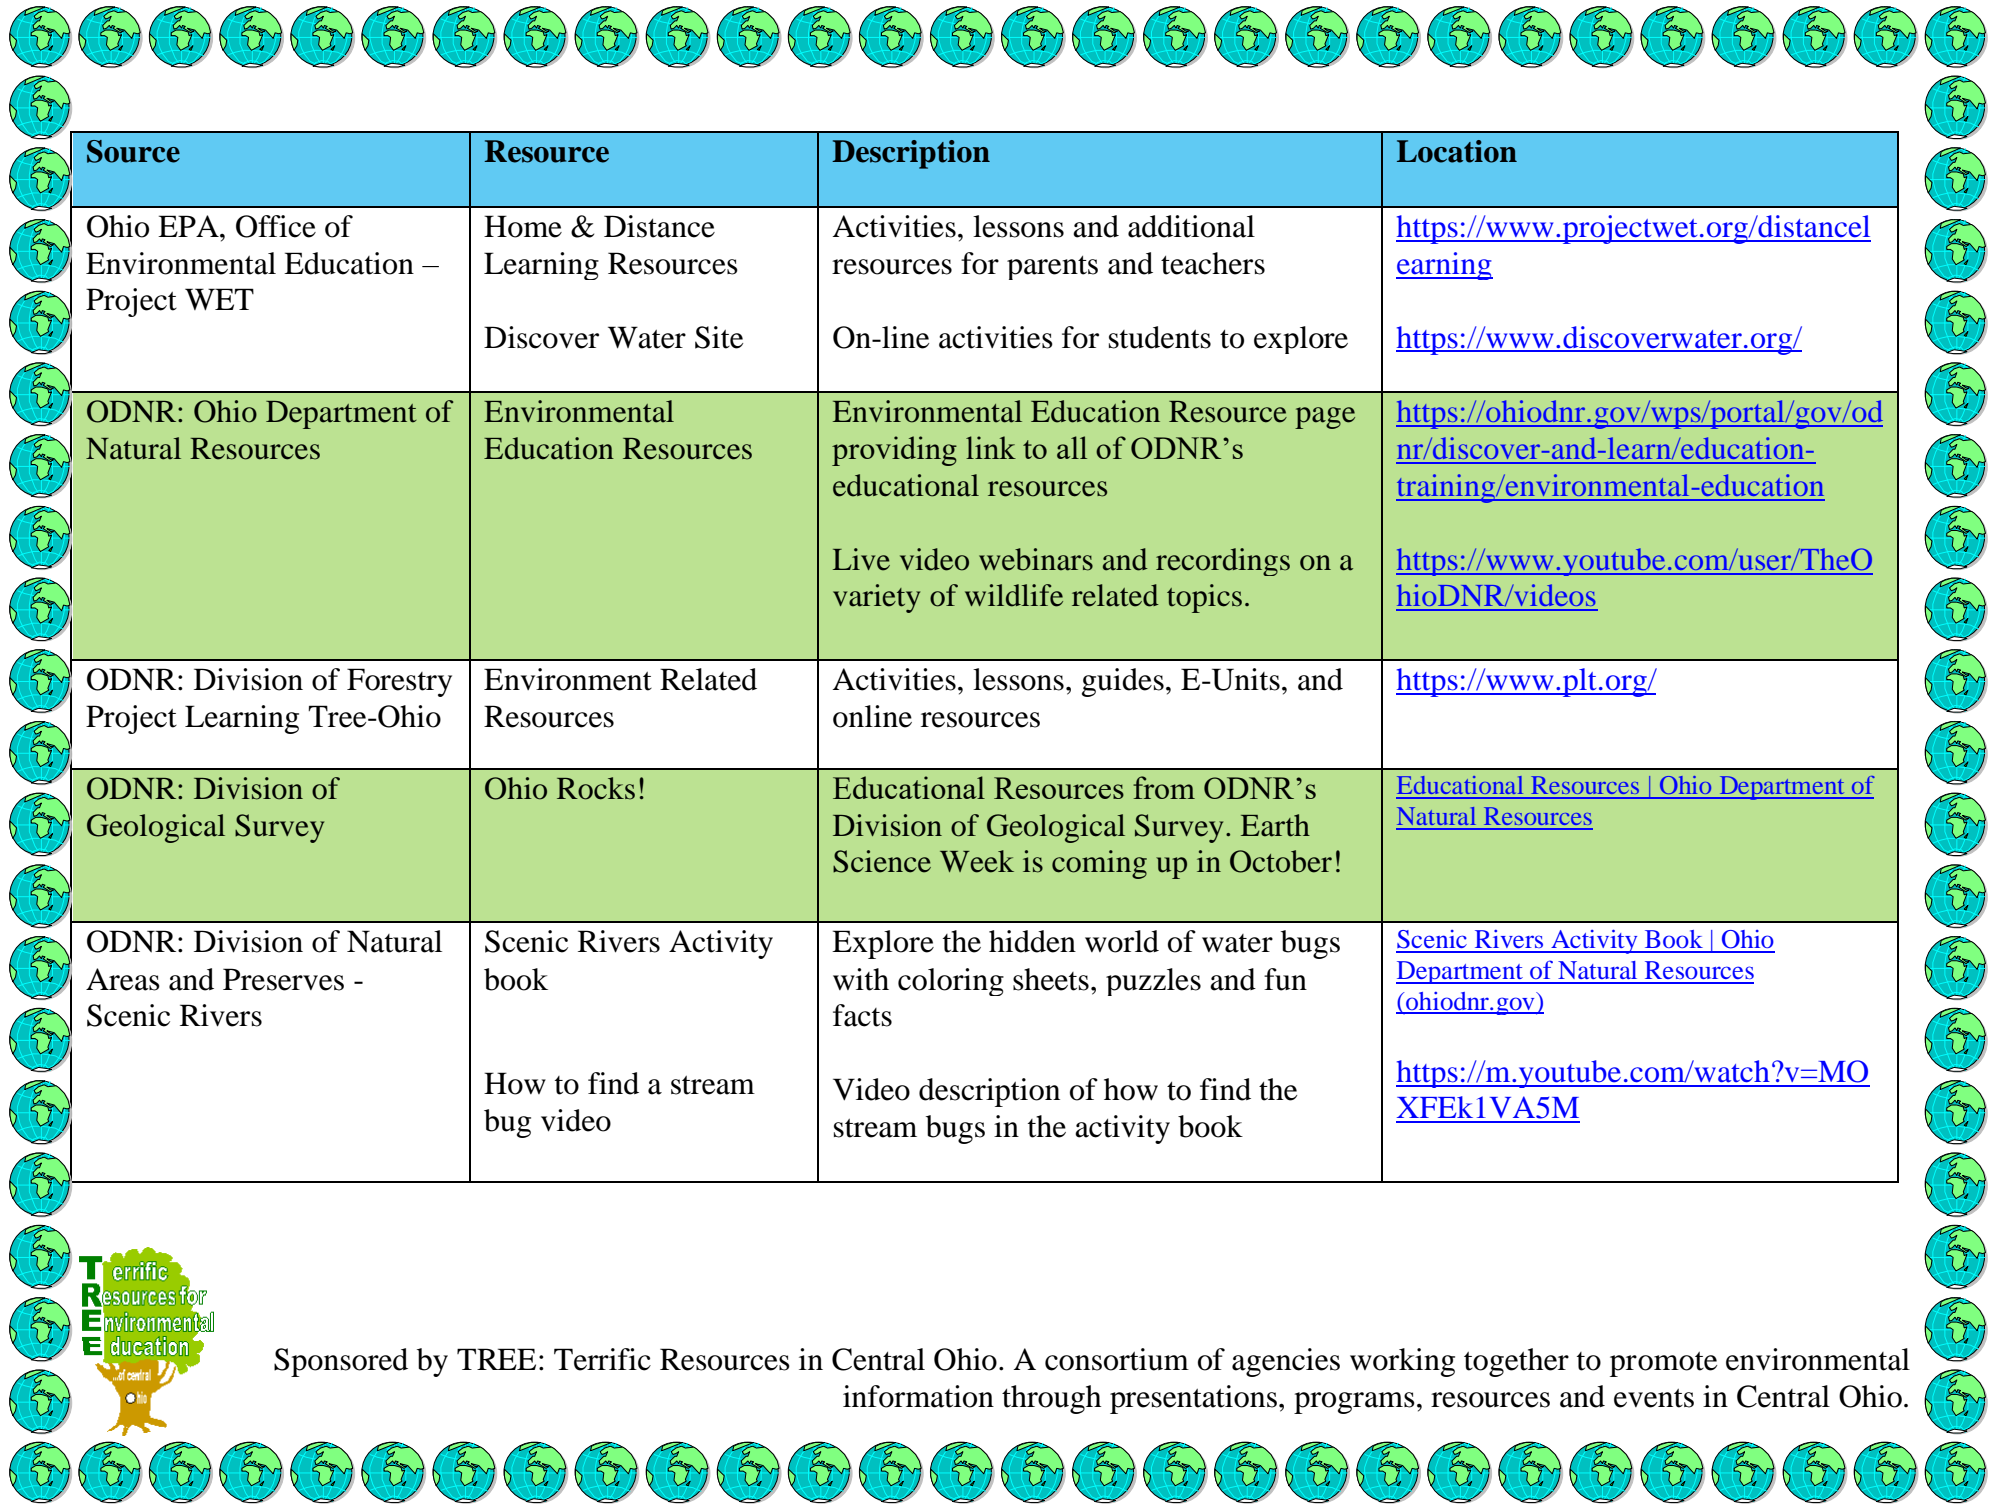 Source
Resource
Description
Location
Ohio EPA, Office of
Environmental Education –
Project WET
Home & Distance
Learning Resources
Discover Water Site
Activities, lessons and additional
resources for parents and teachers
On-line activities for students to explore
https://www.projectwet.org/distancel
earning
https://www.discoverwater.org/
ODNR: Ohio Department of
Natural Resources
Environmental
Education Resources
Environmental Education Resource page
providing link to all of ODNR’s
educational resources
Live video webinars and recordings on a
variety of wildlife related topics.
https://ohiodnr.gov/wps/portal/gov/od
nr/discover-and-learn/education-
training/environmental-education
https://www.youtube.com/user/TheO
hioDNR/videos
ODNR: Division of Forestry
Project Learning Tree-Ohio
Environment Related
Resources
Activities, lessons, guides, E-Units, and
online resources
https://www.plt.org/
ODNR: Division of
Geological Survey
Ohio Rocks!
Educational Resources from ODNR’s
Division of Geological Survey. Earth
Science Week is coming up in October!
Educational Resources | Ohio Department of
Natural Resources
ODNR: Division of Natural
Areas and Preserves -
Scenic Rivers
Scenic Rivers Activity
book
How to find a stream
bug video
Explore the hidden world of water bugs
with coloring sheets, puzzles and fun
facts
Video description of how to find the
stream bugs in the activity book
Scenic Rivers Activity Book | Ohio
Department of Natural Resources
(ohiodnr.gov)
https://m.youtube.com/watch?v=MO
XFEk1VA5M
Terrific
Resources for
Environmental
Education
...of central
Ohio
Sponsored by TREE: Terrific Resources in Central Ohio. A consortium of agencies working together to promote environmental
information through presentations, programs, resources and events in Central Ohio.